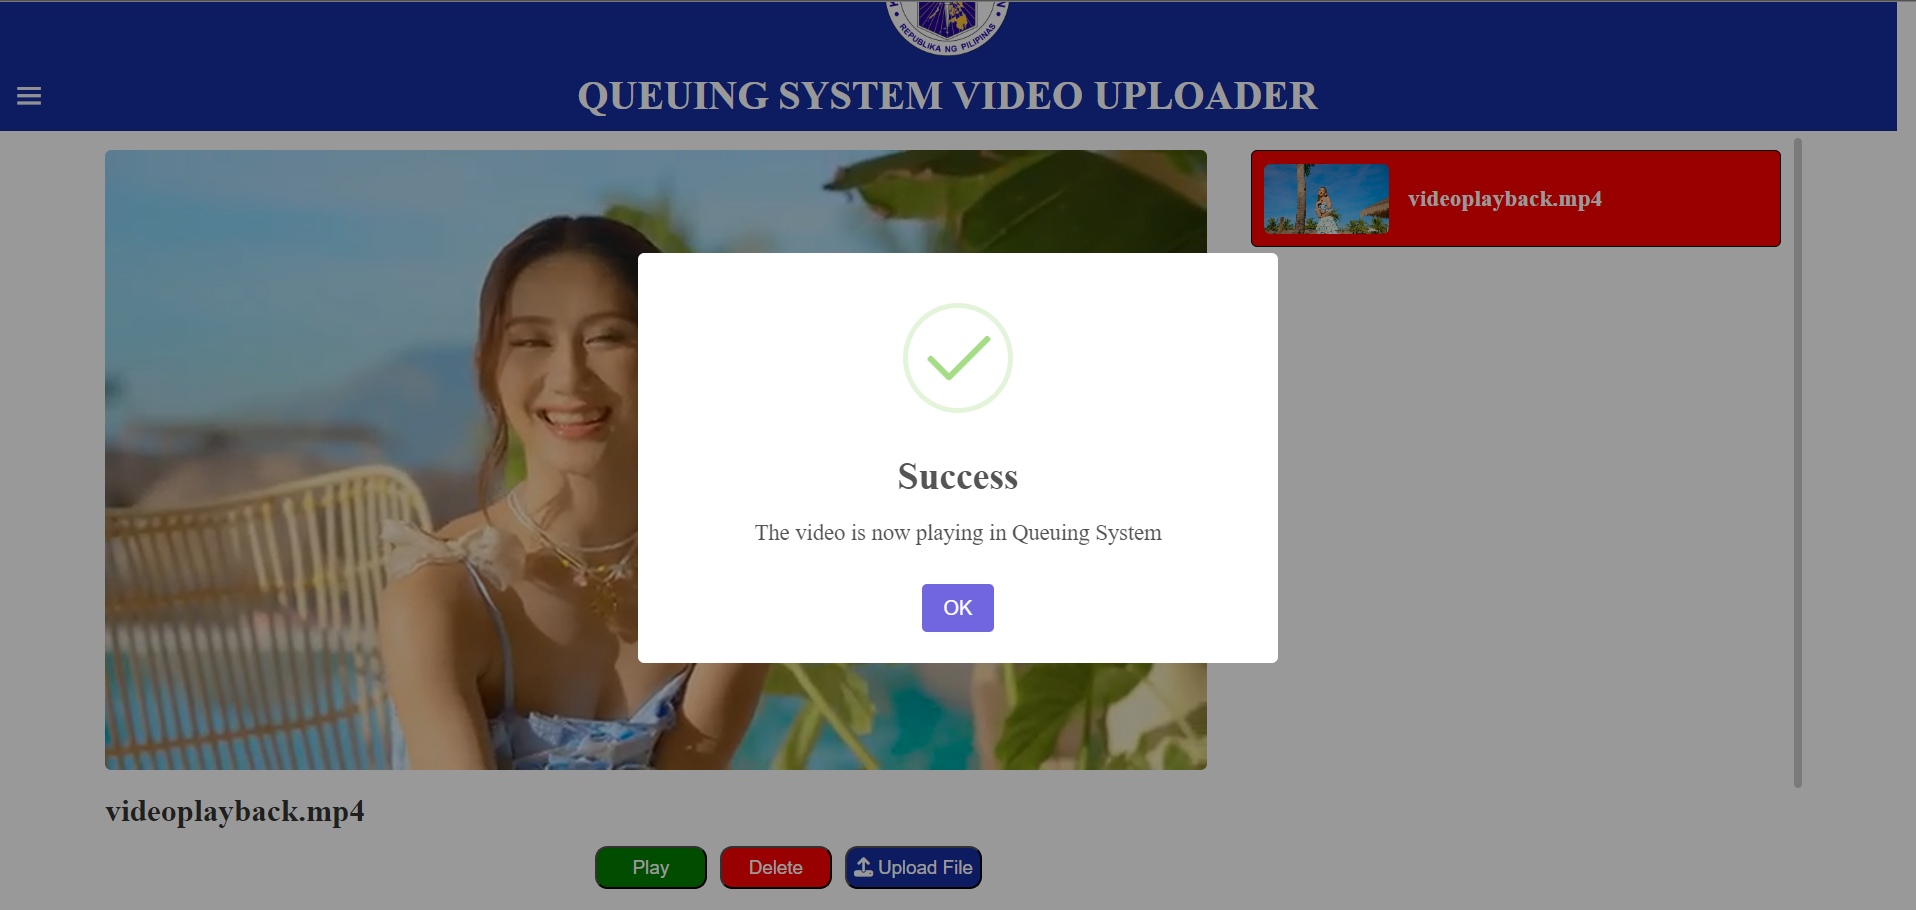 REPUBLIKA NG PILIPINAS
QUEUING SYSTEM VIDEO UPLOADER
videoplayback.mp4
Success
The video is now playing in Queuing System
OK
videoplayback.mp4
Play
Delete
Upload File